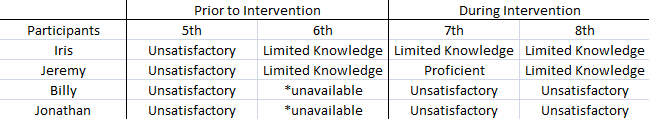 Prior to Intervention During Intervention
Participants 5th 6th 7th 8th
Iris Unsatisfactory Limited Knowledge Limited Knowledge Limited Knowledge
Jeremy Unsatisfactory Limited Knowledge Proficient Limited Knowledge
Billy Unsatisfactory *unavailable Unsatisfactory Unsatisfactory
Jonathan Unsatisfactory *unavailable Unsatisfactory Unsatisfactory